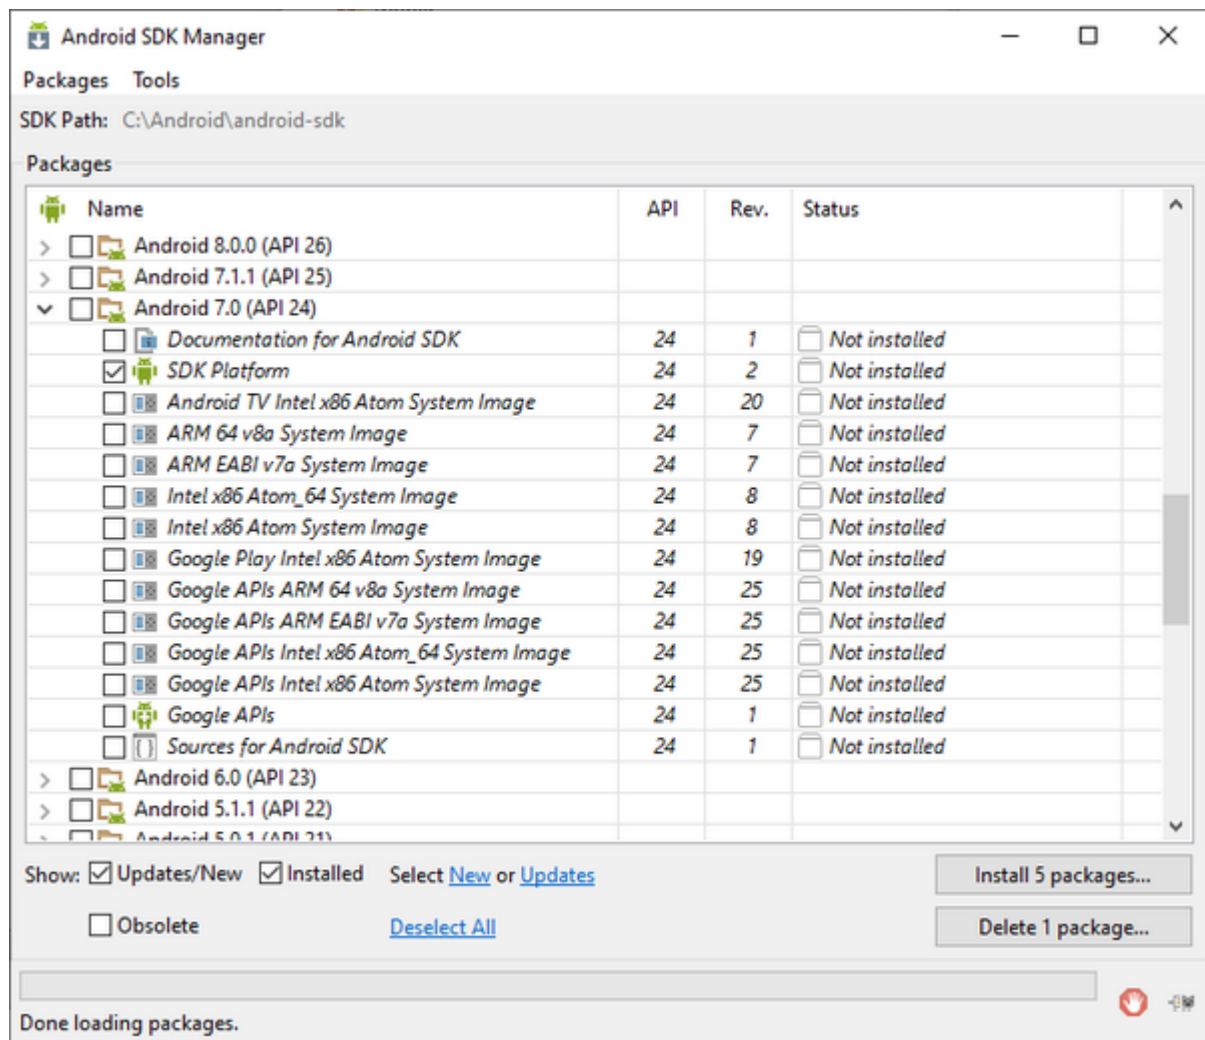 Android SDK Manager
Packages Tools
SDK Path: C:\Android\android-sdk
Packages
Name API Rev. Status
Android 8.0.0 (API 26)
Android 7.1.1 (API 25)
Android 7.0 (API 24)
Documentation for Android SDK 24 1 Not installed
SDK Platform 24 2 Not installed
Android TV Intel x86 Atom System Image 24 20 Not installed
ARM 64 v8a System Image 24 7 Not installed
ARM EABI v7a System Image 24 7 Not installed
Intel x86 Atom_64 System Image 24 8 Not installed
Intel x86 Atom System Image 24 8 Not installed
Google Play Intel x86 Atom System Image 24 19 Not installed
Google APIs ARM 64 v8a System Image 24 25 Not installed
Google APIs ARM EABI v7a System Image 24 25 Not installed
Google APIs Intel x86 Atom_64 System Image 24 25 Not installed
Google APIs Intel x86 Atom System Image 24 25 Not installed
Google APIs 24 1 Not installed
Sources for Android SDK 24 1 Not installed
Android 6.0 (API 23)
Android 5.1.1 (API 22)
Android 5.0.1 (API 21)
Show: Updates/New Installed Select New or Updates Install 5 packages...
Obsolete Deselect All Delete 1 package...
Done loading packages.